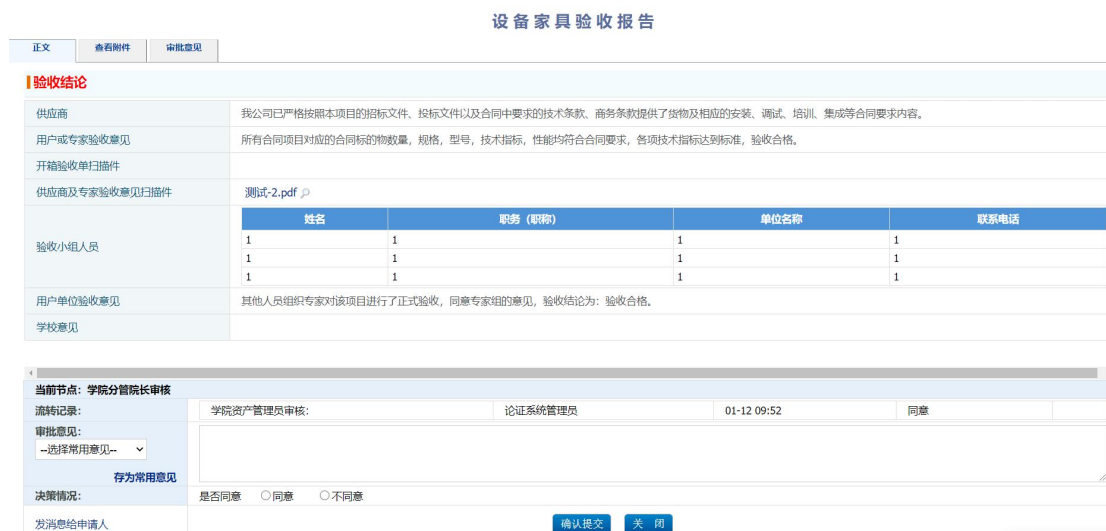 设备家具验收报告
正文 查看附件 审批意见
验收结论
供应商 我公司已严格按照本项目的招标文件、投标文件以及合同中要求的技术条款、商务条款提供了货物及相应的安装、调试、培训、集成等合同要求内容。
用户或专家验收意见 所有合同项目对应的合同标的物数量，规格，型号，技术指标，性能均符合合同要求，各项技术指标达到标准，验收合格。
开箱验收单扫描件
供应商及专家验收意见扫描件 测试-2.pdf
姓名 职务（职称） 单位名称 联系电话
验收小组人员
1 1 1 1
1 1 1 1
1 1 1 1
用户单位验收意见 其他人员组织专家对该项目进行了正式验收，同意专家组的意见，验收结论为：验收合格。
学校意见
当前节点：学院分管院长审核
流转记录： 学院资产管理员审核： 论证系统管理员 01-12 09:52 同意
审批意见：
--选择常用意见--
存为常用意见
决策情况： 是否同意 同意 不同意
发消息给申请人 确认提交 关 闭